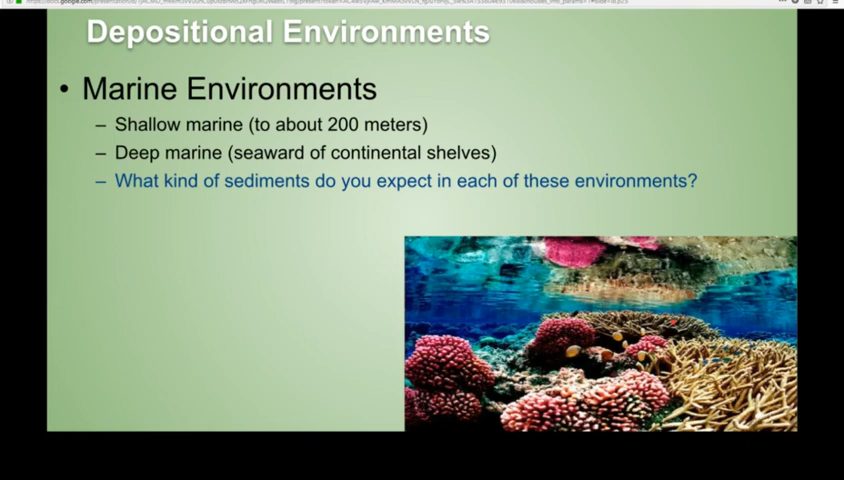 Depositional Environments
• Marine Environments
– Shallow marine (to about 200 meters)
– Deep marine (seaward of continental shelves)
– What kind of sediments do you expect in each of these environments?